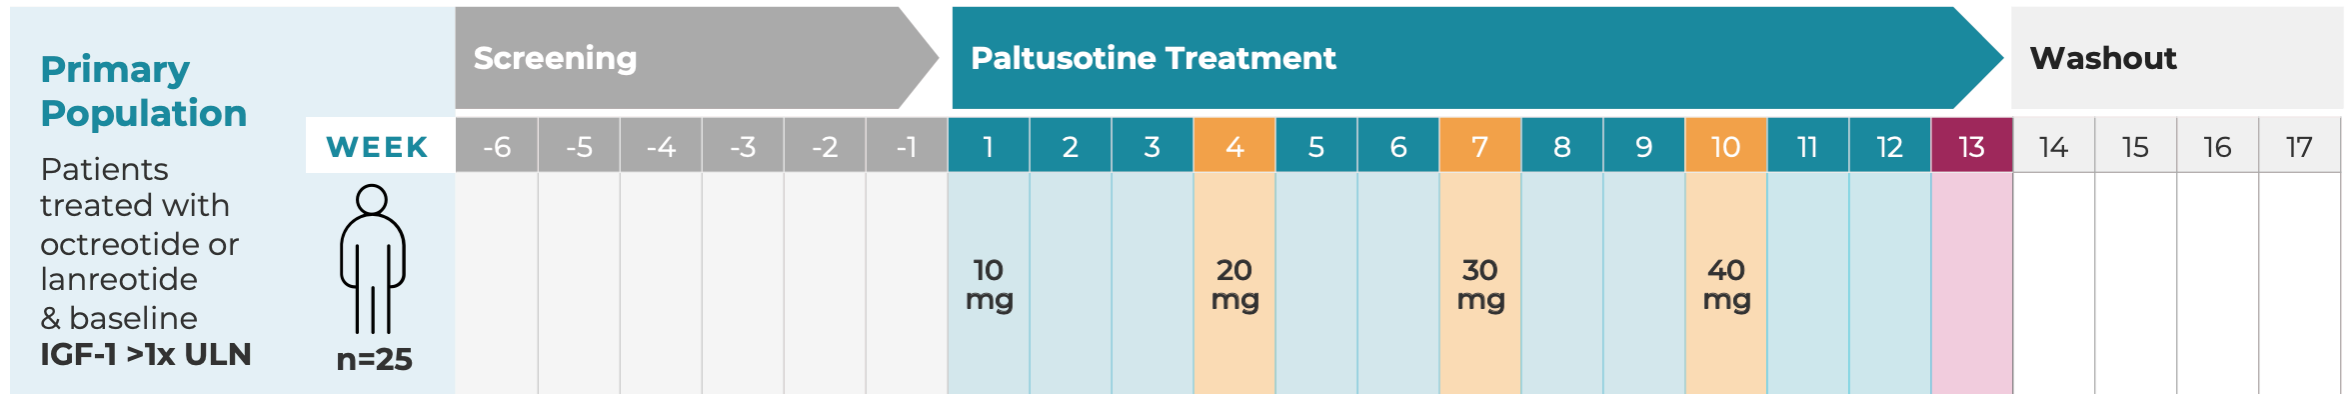 Primary
Population
Patients
treated with
octreotide or
lanreotide
& baseline
IGF-1 >1x ULN
n=25
Screening
Paltusotine Treatment
Washout
WEEK -6 -5 -4 -3 -2 -1 1 2 3 4 5 6 7 8 9 10 11 12 13 14 15 16 17
10 mg
20 mg
30 mg
40 mg